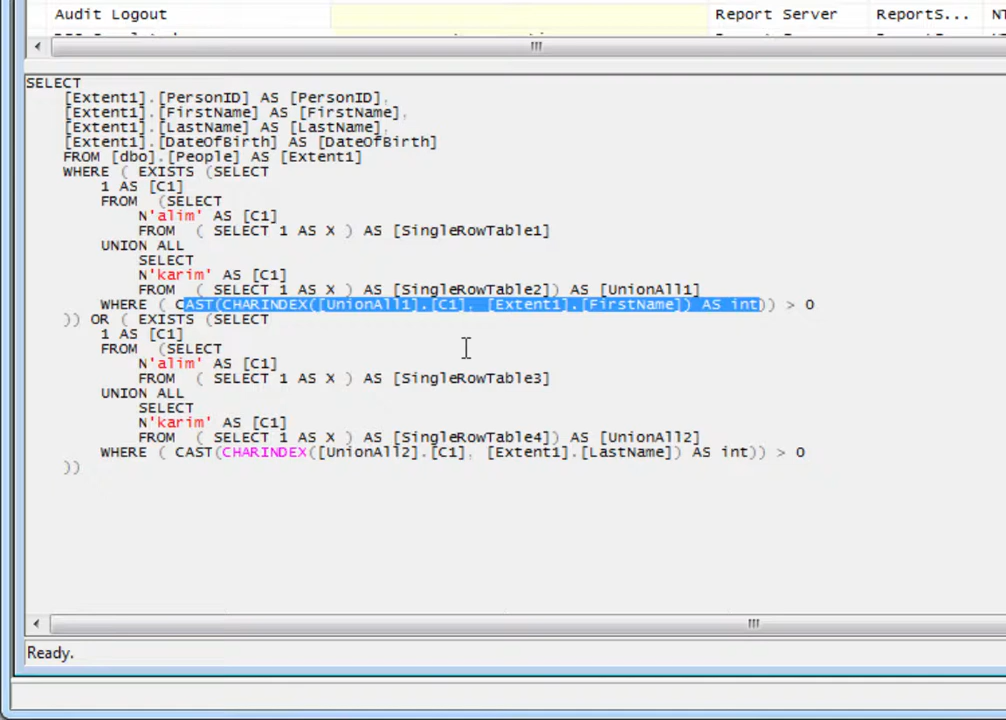 Audit Logout Report Server ReportS... NT
SELECT
[Extent1].[PersonID] AS [PersonID],
[Extent1].[FirstName] AS [FirstName],
[Extent1].[LastName] AS [LastName],
[Extent1].[DateOfBirth] AS [DateOfBirth]
FROM [dbo].[People] AS [Extent1]
WHERE ( EXISTS (SELECT
1 AS [C1]
FROM (SELECT
N'alim' AS [C1]
FROM ( SELECT 1 AS X ) AS [SingleRowTable1]
UNION ALL
SELECT
N'karim' AS [C1]
FROM ( SELECT 1 AS X ) AS [SingleRowTable2]) AS [UnionAll1]
WHERE ( CAST(CHARINDEX([UnionAll1].[C1], [Extent1].[FirstName]) AS int)) > 0
)) OR ( EXISTS (SELECT
1 AS [C1]
FROM (SELECT
N'alim' AS [C1]
FROM ( SELECT 1 AS X ) AS [SingleRowTable3]
UNION ALL
SELECT
N'karim' AS [C1]
FROM ( SELECT 1 AS X ) AS [SingleRowTable4]) AS [UnionAll2]
WHERE ( CAST(CHARINDEX([UnionAll2].[C1], [Extent1].[LastName]) AS int)) > 0
))
Ready.